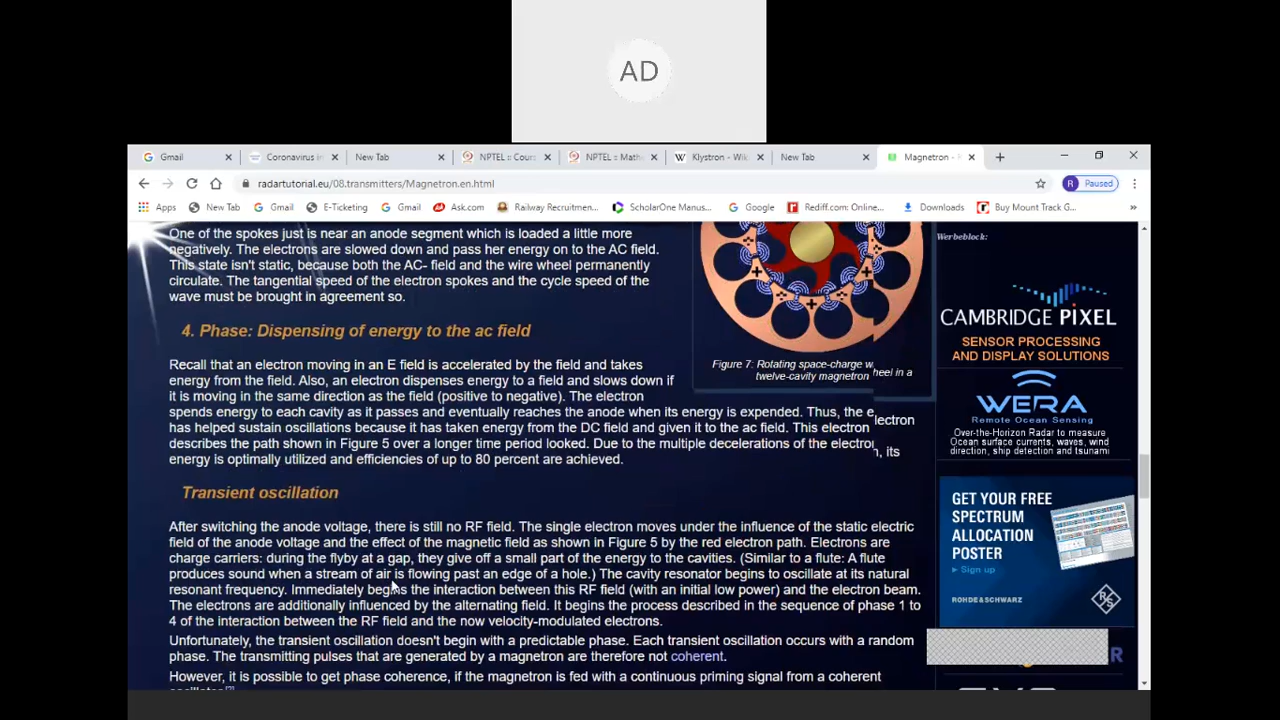 AD
Gmail
Coronavirus i
New Tab
NPTEL :: Cours
NPTEL :: Math
Klystron - Wik
New Tab
Magnetron - R
radartutorial.eu/08.transmitters/Magnetron.en.html
R Paused
Apps New Tab Gmail E-Ticketing Gmail Ask.com Railway Recruitmen... ScholarOne Manus... Google Rediff.com: Online... Downloads Buy Mount Track G...
One of the spokes just is near an anode segment which is loaded a little more
negatively. The electrons are slowed down and pass her energy on to the AC field.
This state isn't static, because both the AC- field and the wire wheel permanently
circulate. The tangential speed of the electron spokes and the cycle speed of the
wave must be brought in agreement so.
4. Phase: Dispensing of energy to the ac field
Recall that an electron moving in an E field is accelerated by the field and takes
energy from the field. Also, an electron dispenses energy to a field and slows down if
it is moving in the same direction as the field (positive to negative). The electron
spends energy to each cavity as it passes and eventually reaches the anode when its energy is expended. Thus, the e
lectron
has helped sustain oscillations because it has taken energy from the DC field and given it to the ac field. This electron
describes the path shown in Figure 5 over a longer time period looked. Due to the multiple decelerations of the electro
n, its
energy is optimally utilized and efficiencies of up to 80 percent are achieved.
Figure 7: Rotating space-charge w
heel in a
twelve-cavity magnetron
Transient oscillation
After switching the anode voltage, there is still no RF field. The single electron moves under the influence of the static electric
field of the anode voltage and the effect of the magnetic field as shown in Figure 5 by the red electron path. Electrons are
charge carriers: during the flyby at a gap, they give off a small part of the energy to the cavities. (Similar to a flute: A flute
produces sound when a stream of air is flowing past an edge of a hole.) The cavity resonator begins to oscillate at its natural
resonant frequency. Immediately begins the interaction between this RF field (with an initial low power) and the electron beam.
The electrons are additionally influenced by the alternating field. It begins the process described in the sequence of phase 1 to
4 of the interaction between the RF field and the now velocity-modulated electrons.
Unfortunately, the transient oscillation doesn't begin with a predictable phase. Each transient oscillation occurs with a random
phase. The transmitting pulses that are generated by a magnetron are therefore not coherent.
However, it is possible to get phase coherence, if the magnetron is fed with a continuous priming signal from a coherent
Werbeblock:
CAMBRIDGE PIXEL
SENSOR PROCESSING
AND DISPLAY SOLUTIONS
WERA
Remote Ocean Sensing
Over-the-Horizon Radar to measure
Ocean surface currents, waves, wind
direction, ship detection and tsunami
GET YOUR FREE
SPECTRUM
ALLOCATION
POSTER
Sign up
ROHDE & SCHWARZ
R S
R